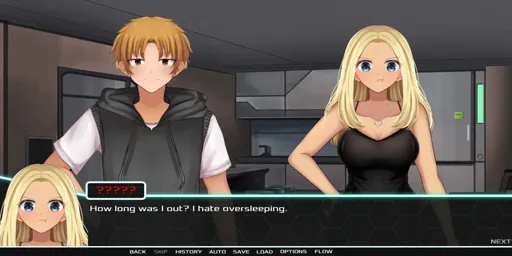 ?????
How long was I out? I hate oversleeping.
NEXT
BACK SKIP HISTORY AUTO SAVE LOAD OPTIONS FLOW